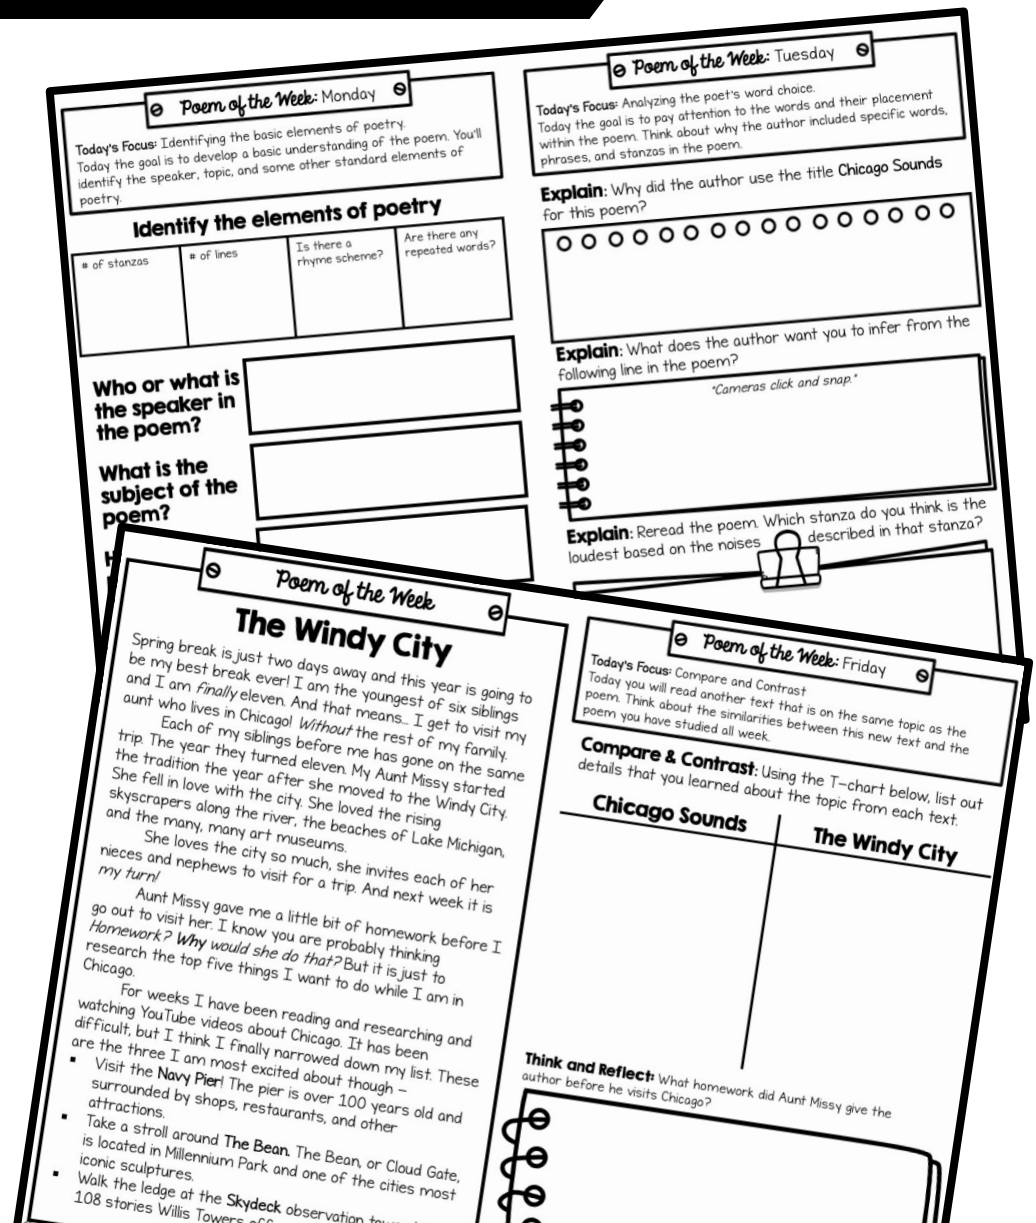 Poem of the Week: Monday
Today's Focus: Identifying the basic elements of poetry.
Today the goal is to develop a basic understanding of the poem. You'll
identify the speaker, topic, and some other standard elements of
poetry.
Identify the elements of poetry
# of stanzas
# of lines
Is there a
rhyme scheme?
Are there any
repeated words?
Who or what is
the speaker in
the poem?
What is the
subject of the
poem?
Poem of the Week: Tuesday
Today's Focus: Analyzing the poet's word choice.
Today the goal is to pay attention to the words and their placement
within the poem. Think about why the author included specific words,
phrases, and stanzas in the poem.
Explain: Why did the author use the title Chicago Sounds
for this poem?
Explain: What does the author want you to infer from the
following line in the poem?
"Cameras click and snap."
Explain: Reread the poem. Which stanza do you think is the
loudest based on the noises described in that stanza?
Poem of the Week
The Windy City
Spring break is just two days away and this year is going to
be my best break ever! I am the youngest of six siblings
and I am finally eleven. And that means... I get to visit my
aunt who lives in Chicago! Without the rest of my family.
Each of my siblings before me has gone on the same
trip. The year they turned eleven. My Aunt Missy started
the tradition the year after she moved to the Windy City.
She fell in love with the city. She loved the rising
skyscrapers along the river, the beaches of Lake Michigan,
and the many, many art museums.
She loves the city so much, she invites each of her
nieces and nephews to visit for a trip. And next week it is
my turn!
Aunt Missy gave me a little bit of homework before I
go out to visit her. I know you are probably thinking
Homework? Why would she do that? But it is just to
research the top five things I want to do while I am in
Chicago.
For weeks I have been reading and researching and
watching YouTube videos about Chicago. It has been
difficult, but I think I finally narrowed down my list. These
are the three I am most excited about though –
▪ Visit the Navy Pier! The pier is over 100 years old and
surrounded by shops, restaurants, and other
attractions.
▪ Take a stroll around The Bean. The Bean, or Cloud Gate,
is located in Millennium Park and one of the cities most
iconic sculptures.
▪ Walk the ledge at the Skydeck observation
108 stories Willis Towers
Poem of the Week: Friday
Today's Focus: Compare and Contrast
Today you will read another text that is on the same topic as the
poem. Think about the similarities between this new text and the
poem you have studied all week.
Compare & Contrast: Using the T-chart below, list out
details that you learned about the topic from each text.
Chicago Sounds
The Windy City
Think and Reflect: What homework did Aunt Missy give the
author before he visits Chicago?